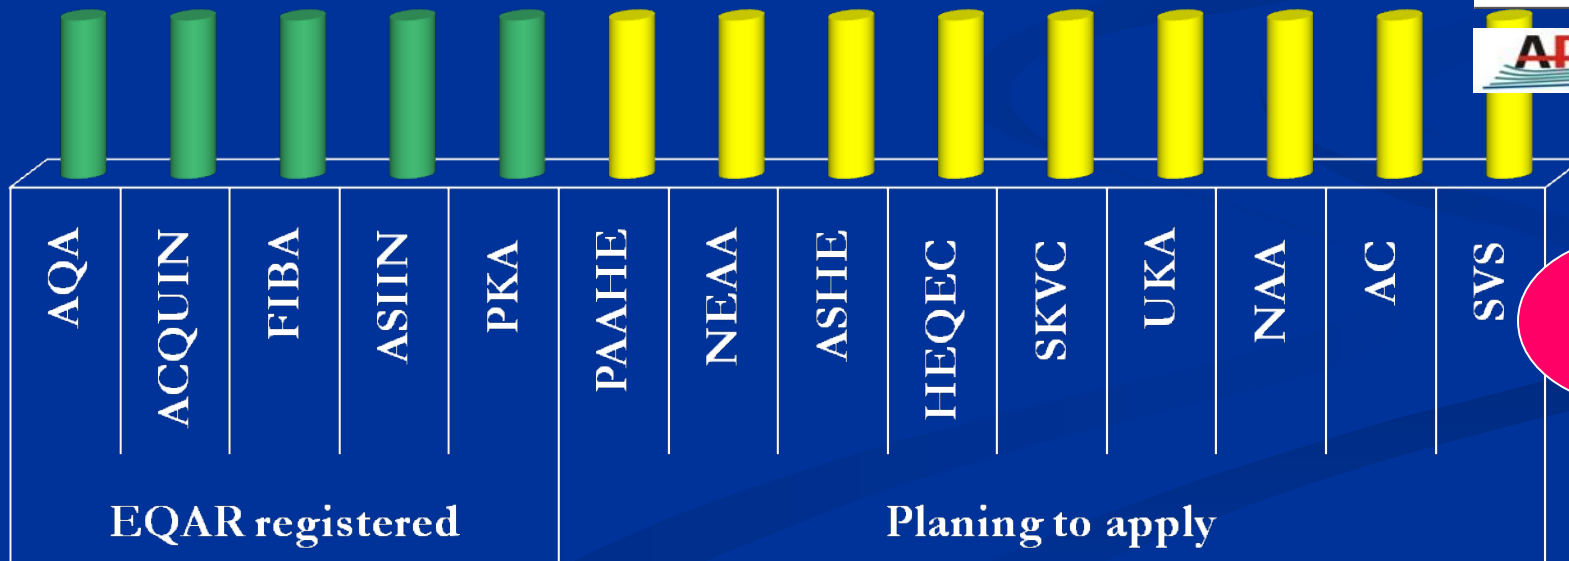 AQA
ACQUIN
FIBA
ASIIN
PKA
PAAHE
NEAA
ASHE
HEQEC
SKVC
UKA
NAA
AC
SVS
EQAR registered
Planing to apply